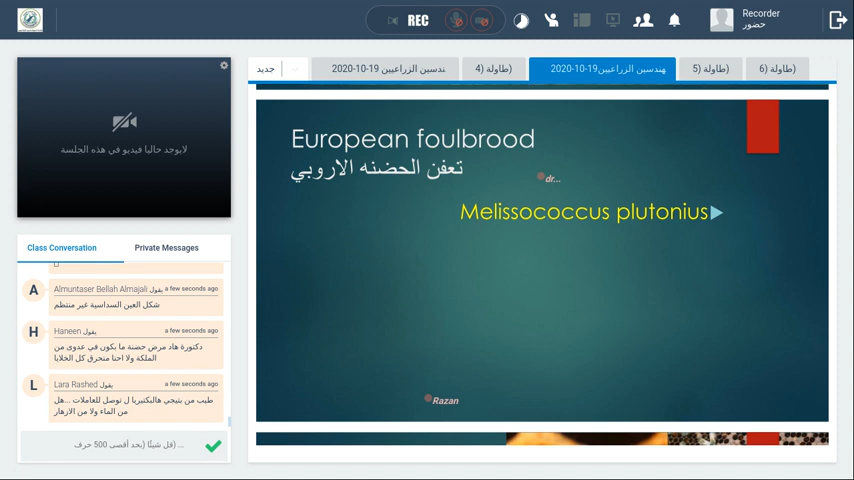 REC
Recorder
حضور
جديد
ندسين الزراعيين 19-10-2020
(طاولة (4
هندسين الزراعيين19-10-2020
(طاولة (5
(طاولة (6
لايوجد حاليا فيديو في هذه الجلسة
European foulbrood
تعفن الحضنه الاروبي
dr...
Melissococcus plutonius
Razan
Class Conversation
Private Messages
A
Almuntaser Bellah Almajali يقول
a few seconds ago
شكل العين السداسية غير منتظم
H
Haneen يقول
a few seconds ago
دكتورة هاد مرض حضنة ما بكون في عدوى من
الملكة ولا احنا منحرق كل الخلايا
L
Lara Rashed يقول
a few seconds ago
طيب من بتيجي هالبكتيريا ل توصل للعاملات ...هل
من الماء ولا من الازهار
... (قل شيئًا (بحد أقصى 500 حرف